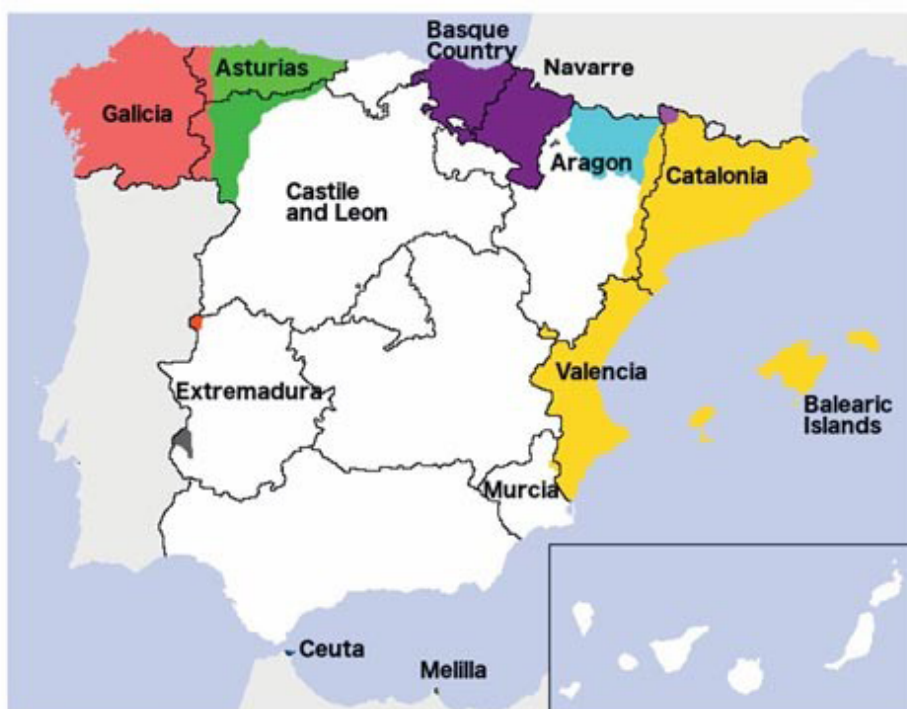 Basque
Country
Asturias
Navarre
Galicia
Aragon
Catalonia
Castile
and Leon
Valencia
Extremadura
Balearic
Islands
Murcia
Ceuta
Melilla